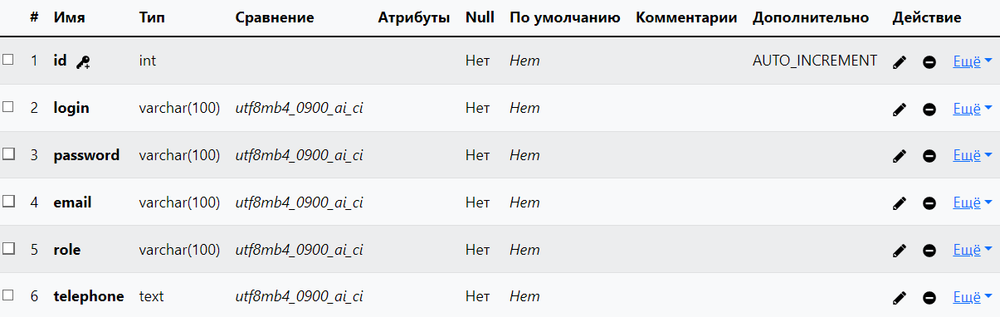 # Имя Тип Сравнение Атрибуты Null По умолчанию Комментарии Дополнительно Действие
1 id int Нет Нет AUTO_INCREMENT Ещё
2 login varchar(100) utf8mb4_0900_ai_ci Нет Нет Ещё
3 password varchar(100) utf8mb4_0900_ai_ci Нет Нет Ещё
4 email varchar(100) utf8mb4_0900_ai_ci Нет Нет Ещё
5 role varchar(100) utf8mb4_0900_ai_ci Нет Нет Ещё
6 telephone text utf8mb4_0900_ai_ci Нет Нет Ещё